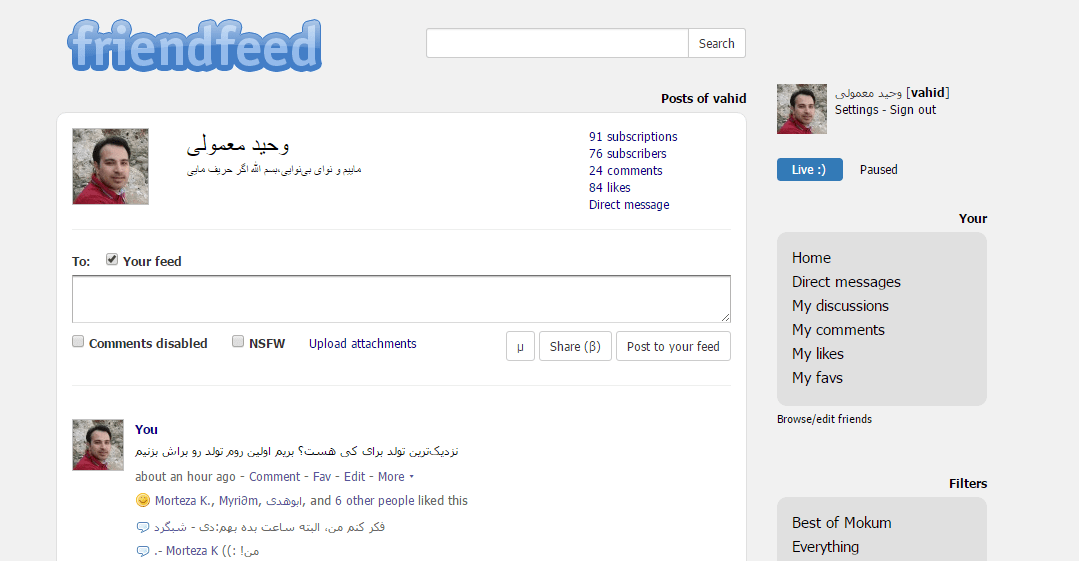 friendfeed
Search
Posts of vahid
وحید معمولی [vahid]
Settings - Sign out
وحید معمولی
ماییم و نوای بی‌نوایی،بسم الله اگر حریف مایی
91 subscriptions
76 subscribers
24 comments
84 likes
Direct message
Live :) Paused
Your
Home
Direct messages
My discussions
My comments
My likes
My favs
Browse/edit friends
To: Your feed
Comments disabled NSFW Upload attachments μ Share (β) Post to your feed
You
نزدیک‌ترین تولد برای کی هست؟ بریم اولین روم تولد رو براش بزنیم
about an hour ago - Comment - Fav - Edit - More
Morteza K., Myri∂m, ابوهدی, and 6 other people liked this
فکر کنم من، البته ساعت بده بهم:دی - شبگرد
من! :)) - Morteza K.
Filters
Best of Mokum
Everything